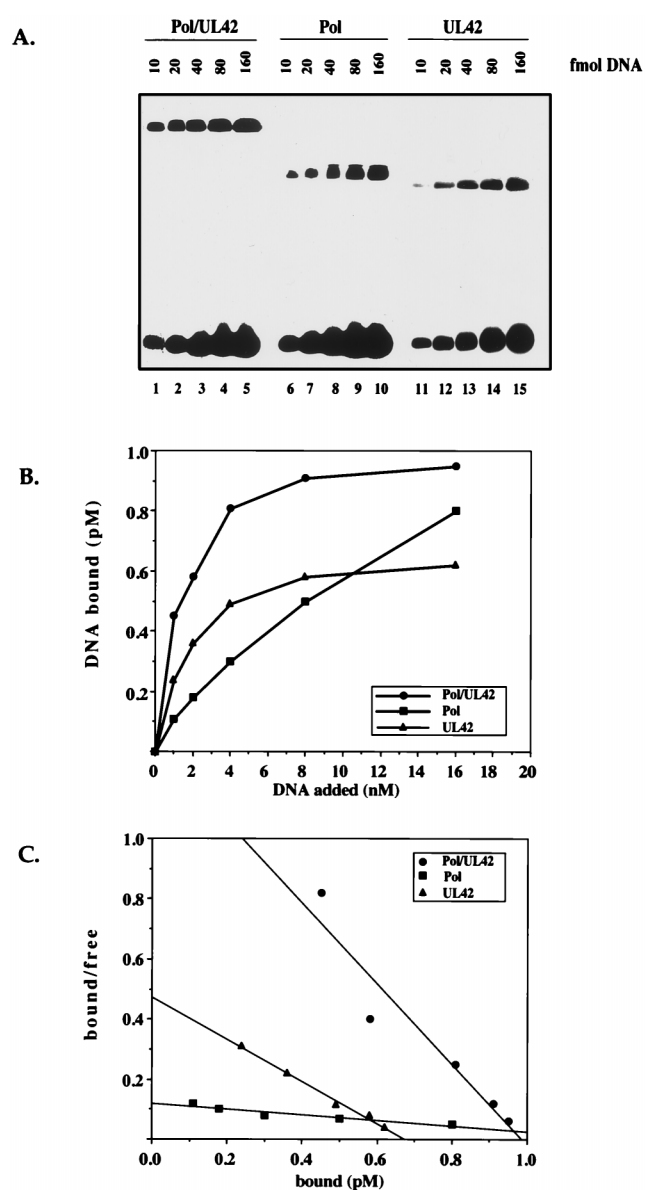 A.
Pol/UL42 Pol UL42
10 20 40 80 160 10 20 40 80 160 10 20 40 80 160 fmol DNA
1 2 3 4 5 6 7 8 9 10 11 12 13 14 15
B.
DNA bound (pM)
1.0
0.8
0.6
0.4
0.2
Pol/UL42
Pol
UL42
0 2 4 6 8 10 12 14 16 18 20
DNA added (nM)
C.
bound/free
1.0
0.8
0.6
0.4
0.2
Pol/UL42
Pol
UL42
0.0 0.2 0.4 0.6 0.8 1.0
bound (pM)